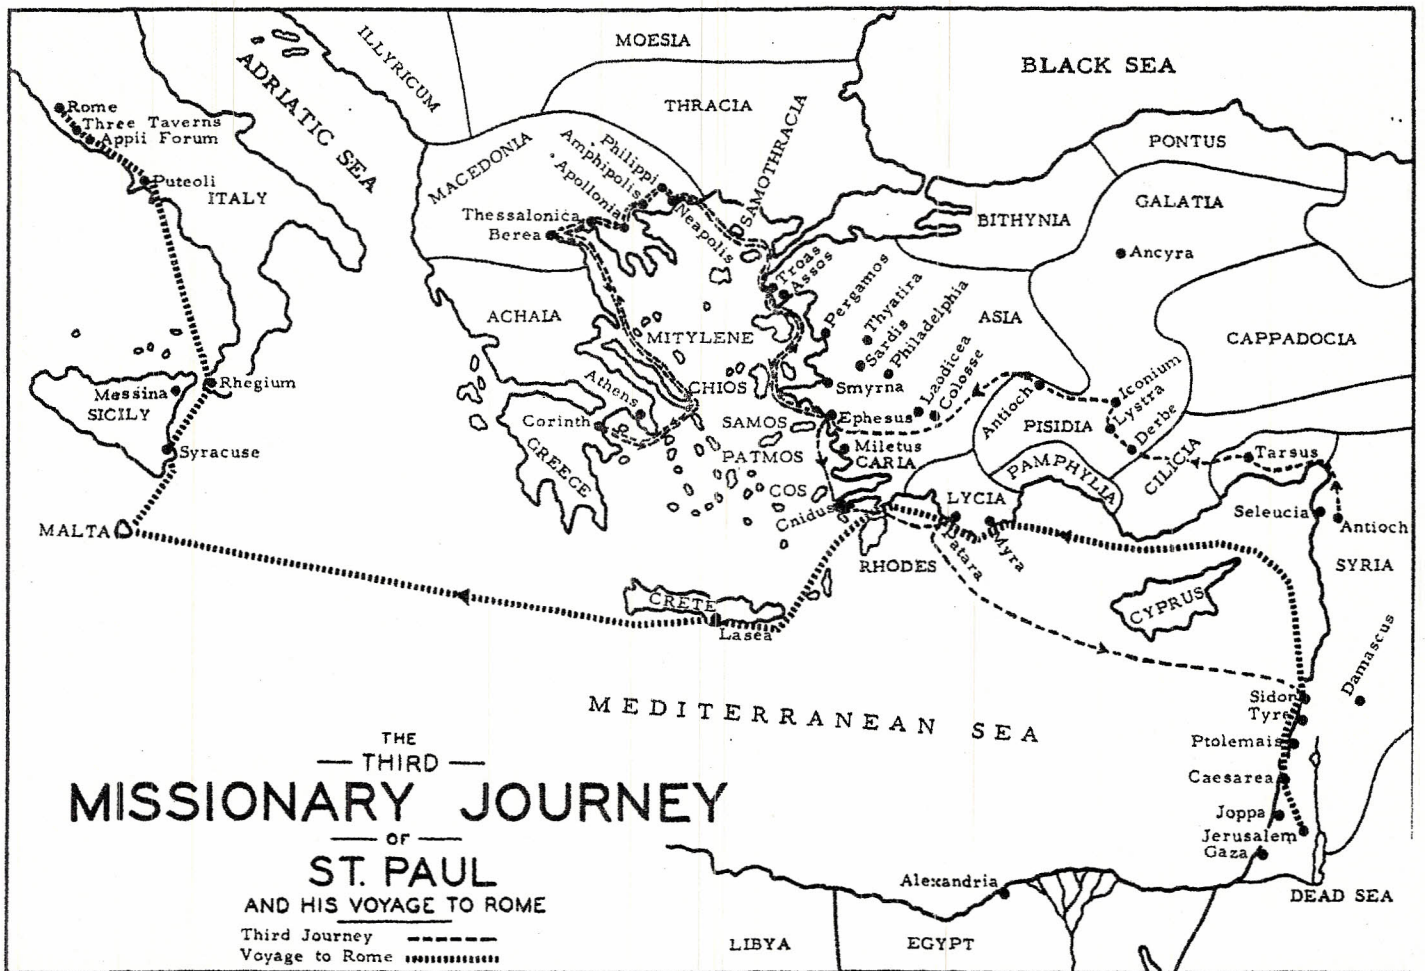 ILLYRICUM
MOESIA
BLACK SEA
ADRIATIC SEA
THRACIA
SAMOTHRACIA
PONTUS
Rome
Three Taverns
Appii Forum
MACEDONIA
Philippi
Amphipolis
Apollonia
Puteoli
ITALY
Thessalonica
Berea
Neapolis
BITHYNIA
GALATIA
Ancyra
Troas
Assos
Pergamos
Thyatira
Sardis
Philadelphia
ACHAIA
MITYLENE
ASIA
CAPPADOCIA
Messina
SICILY
Rhegium
Athens
CHIOS
Smyrna
Laodicea
Colosse
Antioch
Iconium
Lystra
Derbe
Corinth
GREECE
SAMOS
Ephesus
PISIDIA
Syracuse
PATMOS
Miletus
CARIA
PAMPHYLIA
CILICIA
Tarsus
COS
Cnidus
LYCIA
Seleucia
Antioch
MALTA
Patara
Myra
RHODES
SYRIA
CRETE
Lasea
CYPRUS
Damascus
MEDITERRANEAN SEA
Sidon
Tyre
Ptolemais
Caesarea
Joppa
Jerusalem
Gaza
DEAD SEA
Alexandria
LIBYA
EGYPT
THE
THIRD
MISSIONARY JOURNEY
OF
ST. PAUL
AND HIS VOYAGE TO ROME
Third Journey
Voyage to Rome